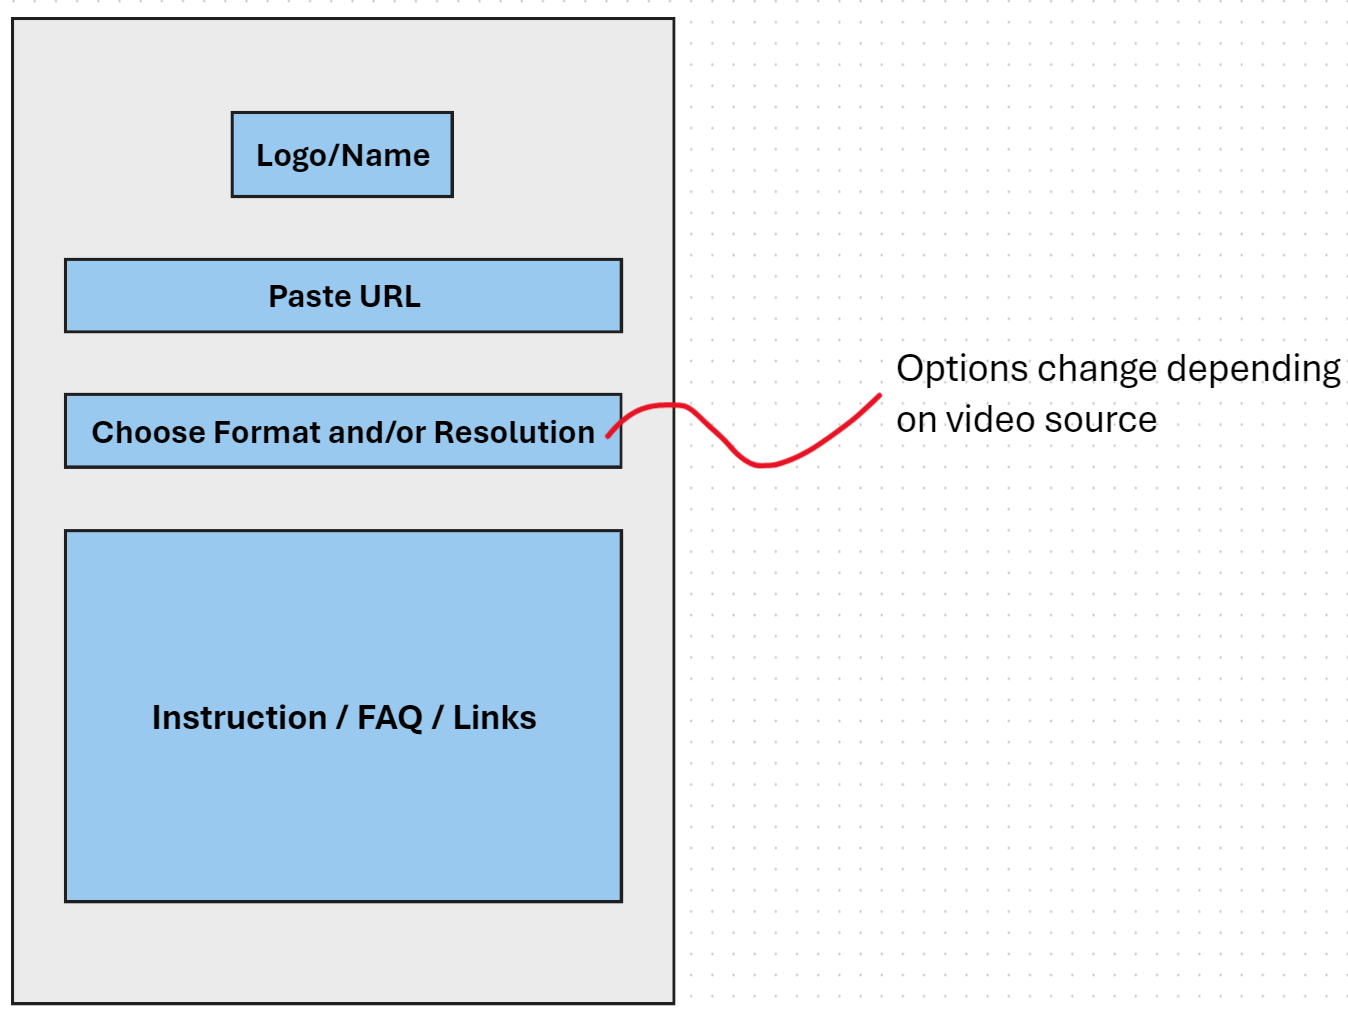 Logo/Name
Paste URL
Choose Format and/or Resolution
Options change depending
on video source
Instruction / FAQ / Links